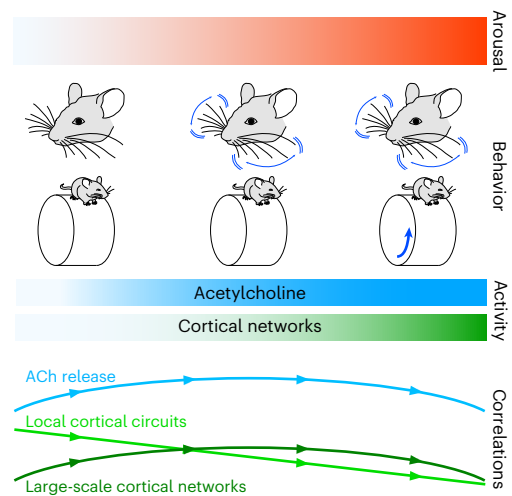 Arousal
Behavior
Acetylcholine
Activity
Cortical networks
ACh release
Local cortical circuits
Correlations
Large-scale cortical networks